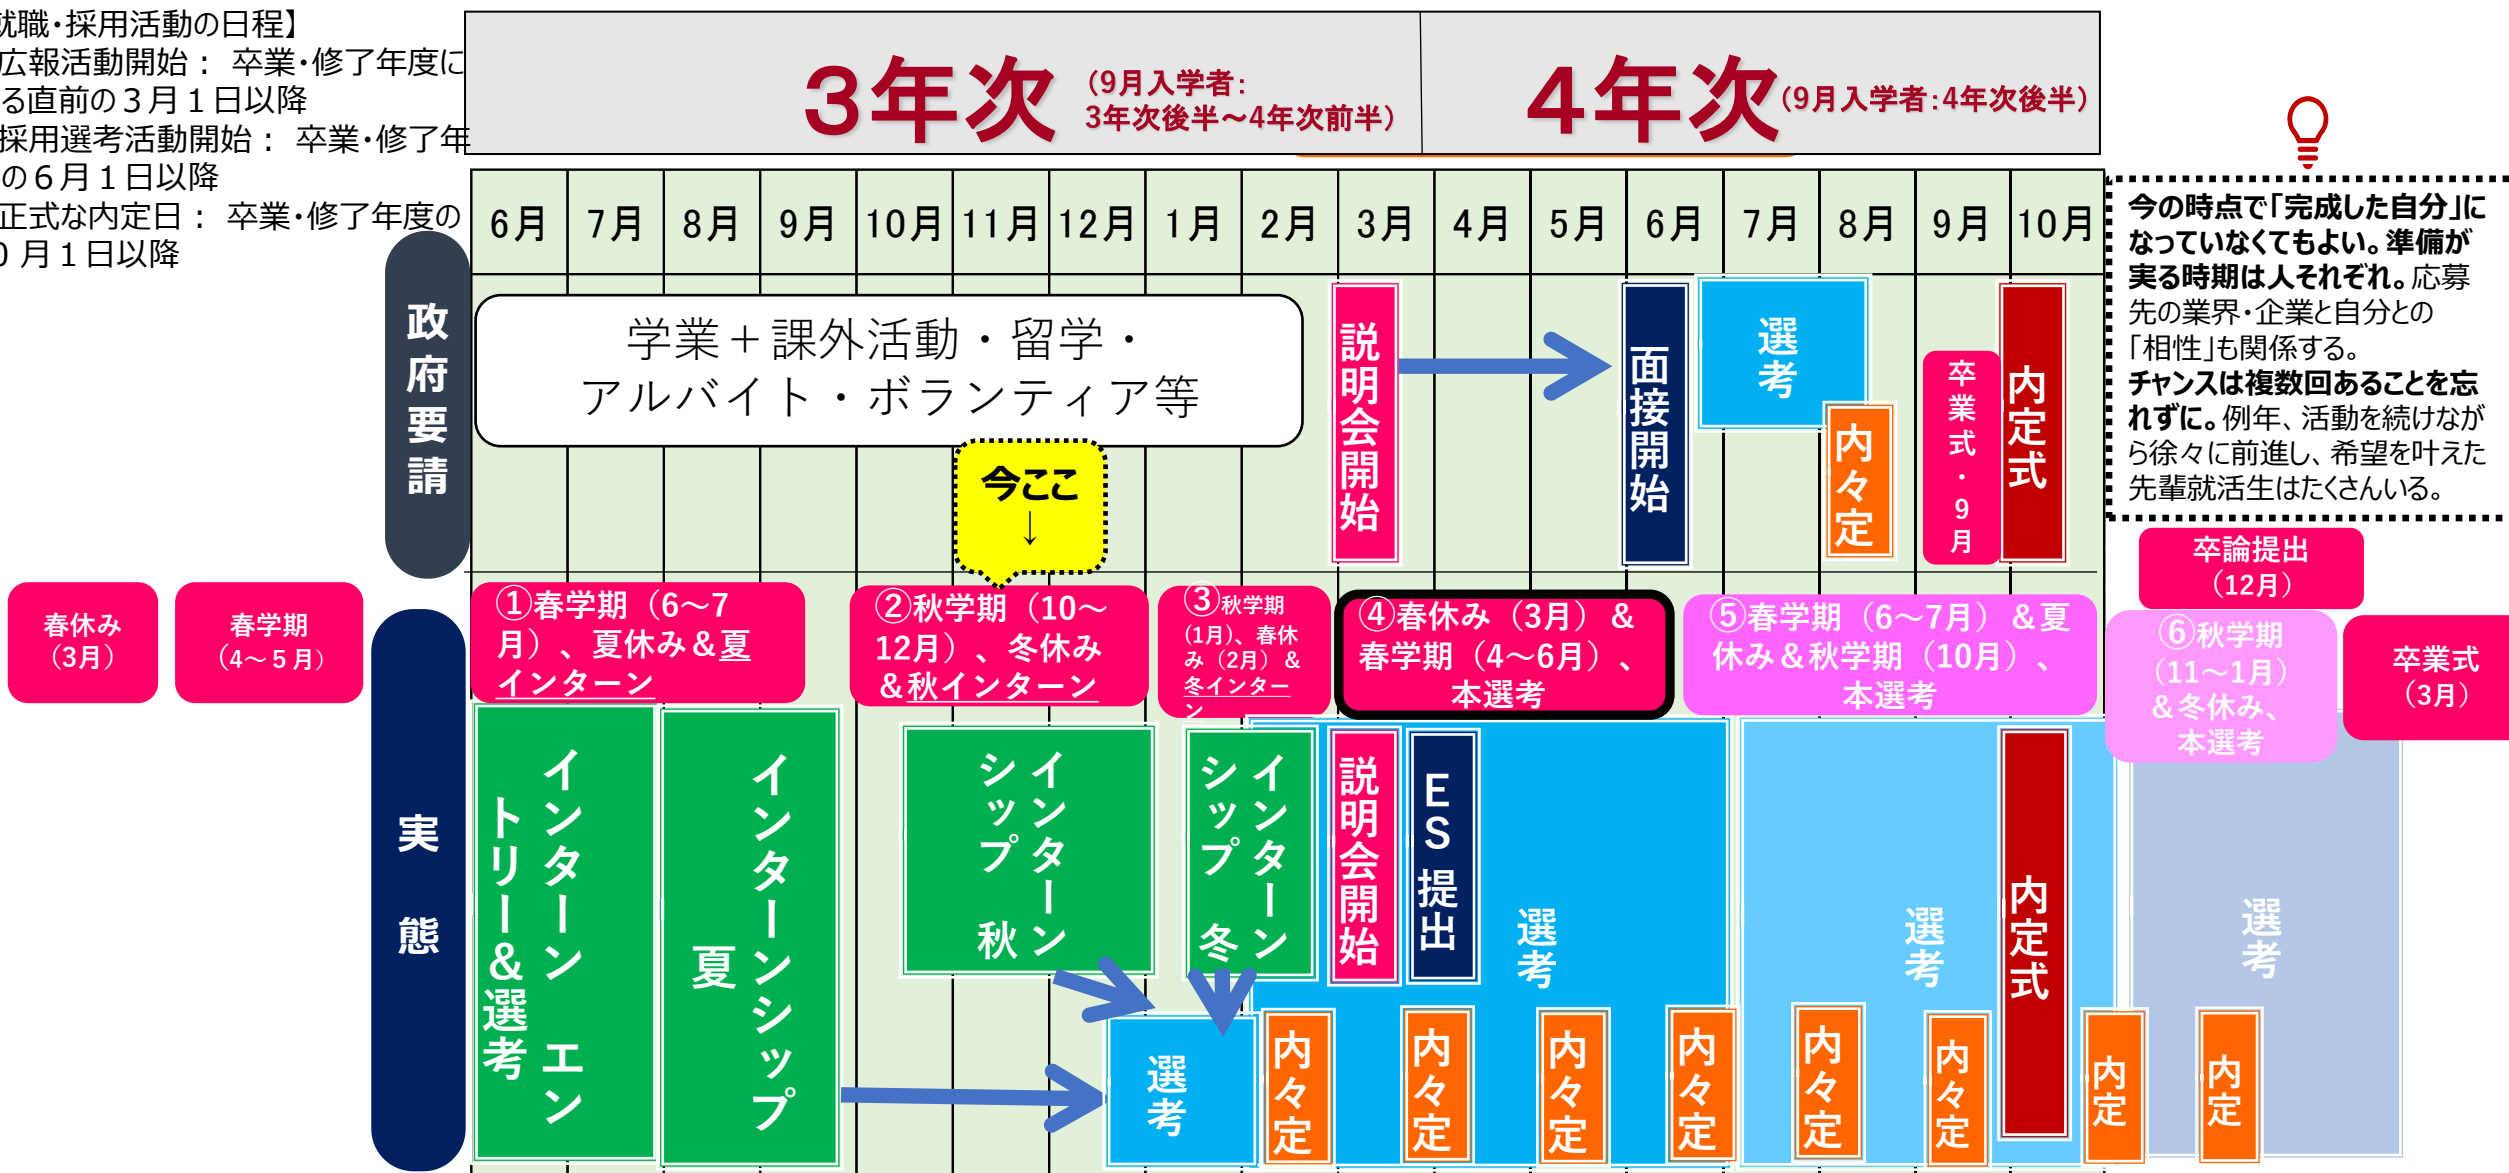 就職・採用活動の日程】
広報活動開始： 卒業・修了年度に
る直前の３月１日以降
採用選考活動開始： 卒業・修了年
の６月１日以降
正式な内定日： 卒業・修了年度の
０月１日以降
３年次
（9月入学者：
3年次後半～4年次前半）
４年次
（9月入学者：4年次後半）
6月
7月
8月
9月
10月
11月
12月
1月
2月
3月
4月
5月
6月
7月
8月
9月
10月
政府要請
学業＋課外活動・留学・
アルバイト・ボランティア等
説明会開始
面接開始
選考
内々定
卒業式・9月
内定式
今ここ
↓
今の時点で「完成した自分」に
なっていなくてもよい。準備が
実る時期は人それぞれ。応募
先の業界・企業と自分との
「相性」も関係する。
チャンスは複数回あることを忘
れずに。例年、活動を続けなが
ら徐々に前進し、希望を叶えた
先輩就活生はたくさんいる。
春休み
（3月）
春学期
（4～５月）
①春学期（6～7
月）、夏休み＆夏
インターン
②秋学期（10～
12月）、冬休み
＆秋インターン
③秋学期
(1月)、春休
み（2月）＆
冬インター
ン
④春休み（3月）＆
春学期（4～6月）、
本選考
⑤春学期（6～7月）＆夏
休み＆秋学期（10月）、
本選考
卒論提出
（12月）
⑥秋学期
（11～1月）
＆冬休み、
本選考
卒業式
（3月）
実態
インターン エン
トリー＆選考
インターンシップ
夏
インターン
シップ 秋
インターン
シップ 冬
説明会開始
ES提出
選考
選考
内定式
選考
選考
内々定
内々定
内々定
内々定
内々定
内々定
内定
内定